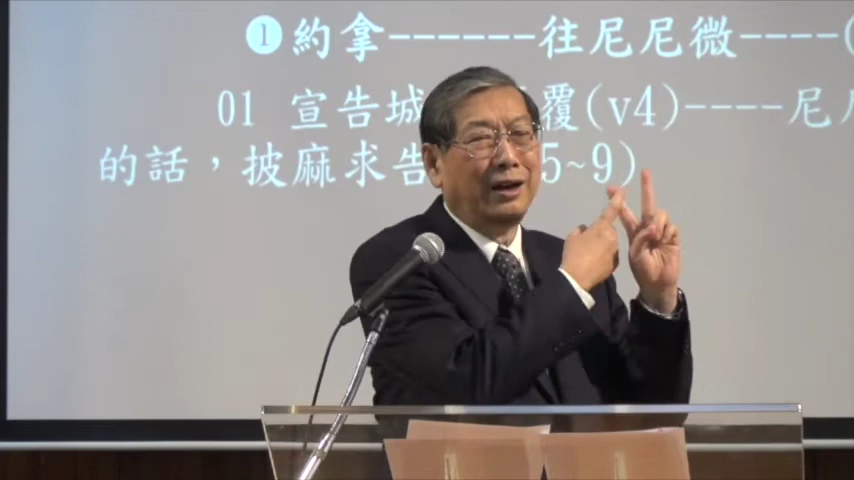 ❶約拿------往尼尼微----(
01 宣告城 覆(v4)----尼
的話，披麻求告 5~9)